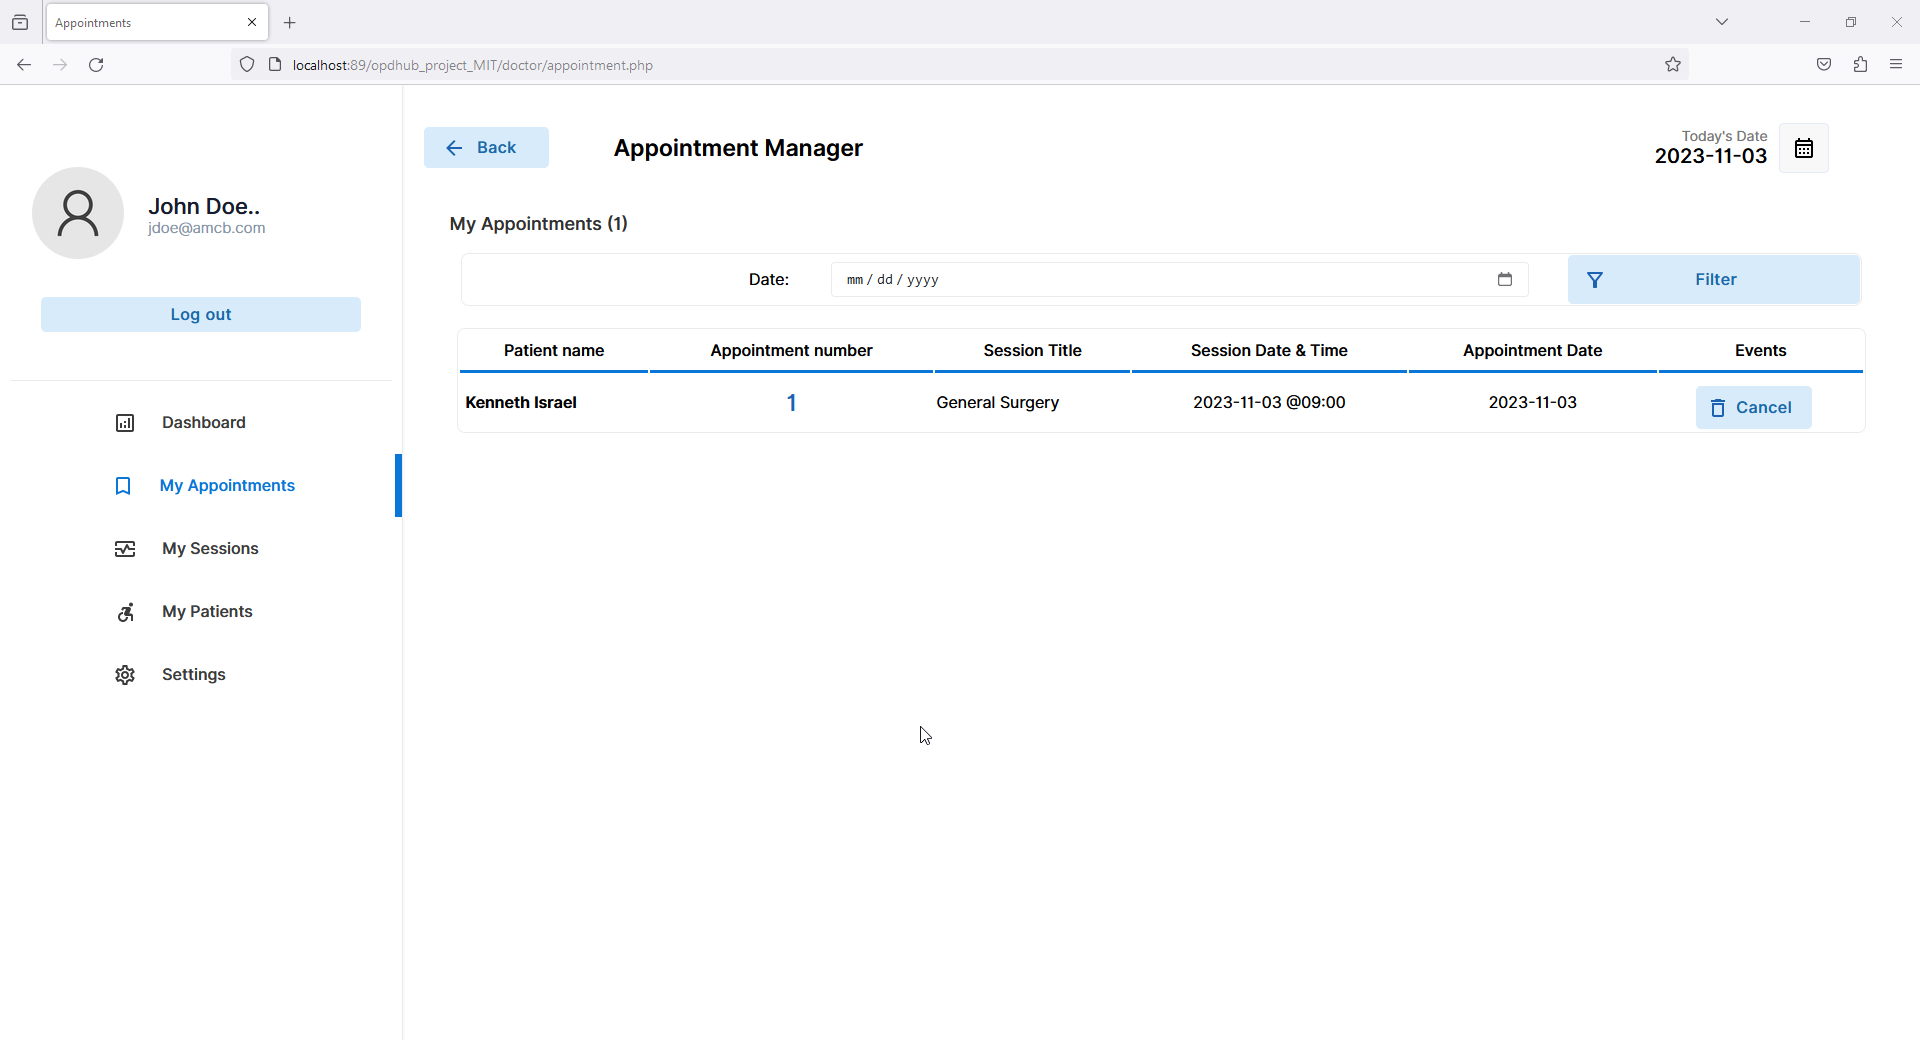 Appointments
localhost:89/opdhub_project_MIT/doctor/appointment.php
John Doe..
jdoe@amcb.com
Log out
Dashboard
My Appointments
My Sessions
My Patients
Settings
Back
Appointment Manager
Today's Date
2023-11-03
My Appointments (1)
Date: mm / dd / yyyy Filter
Patient name Appointment number Session Title Session Date & Time Appointment Date Events
Kenneth Israel 1 General Surgery 2023-11-03 @09:00 2023-11-03 Cancel